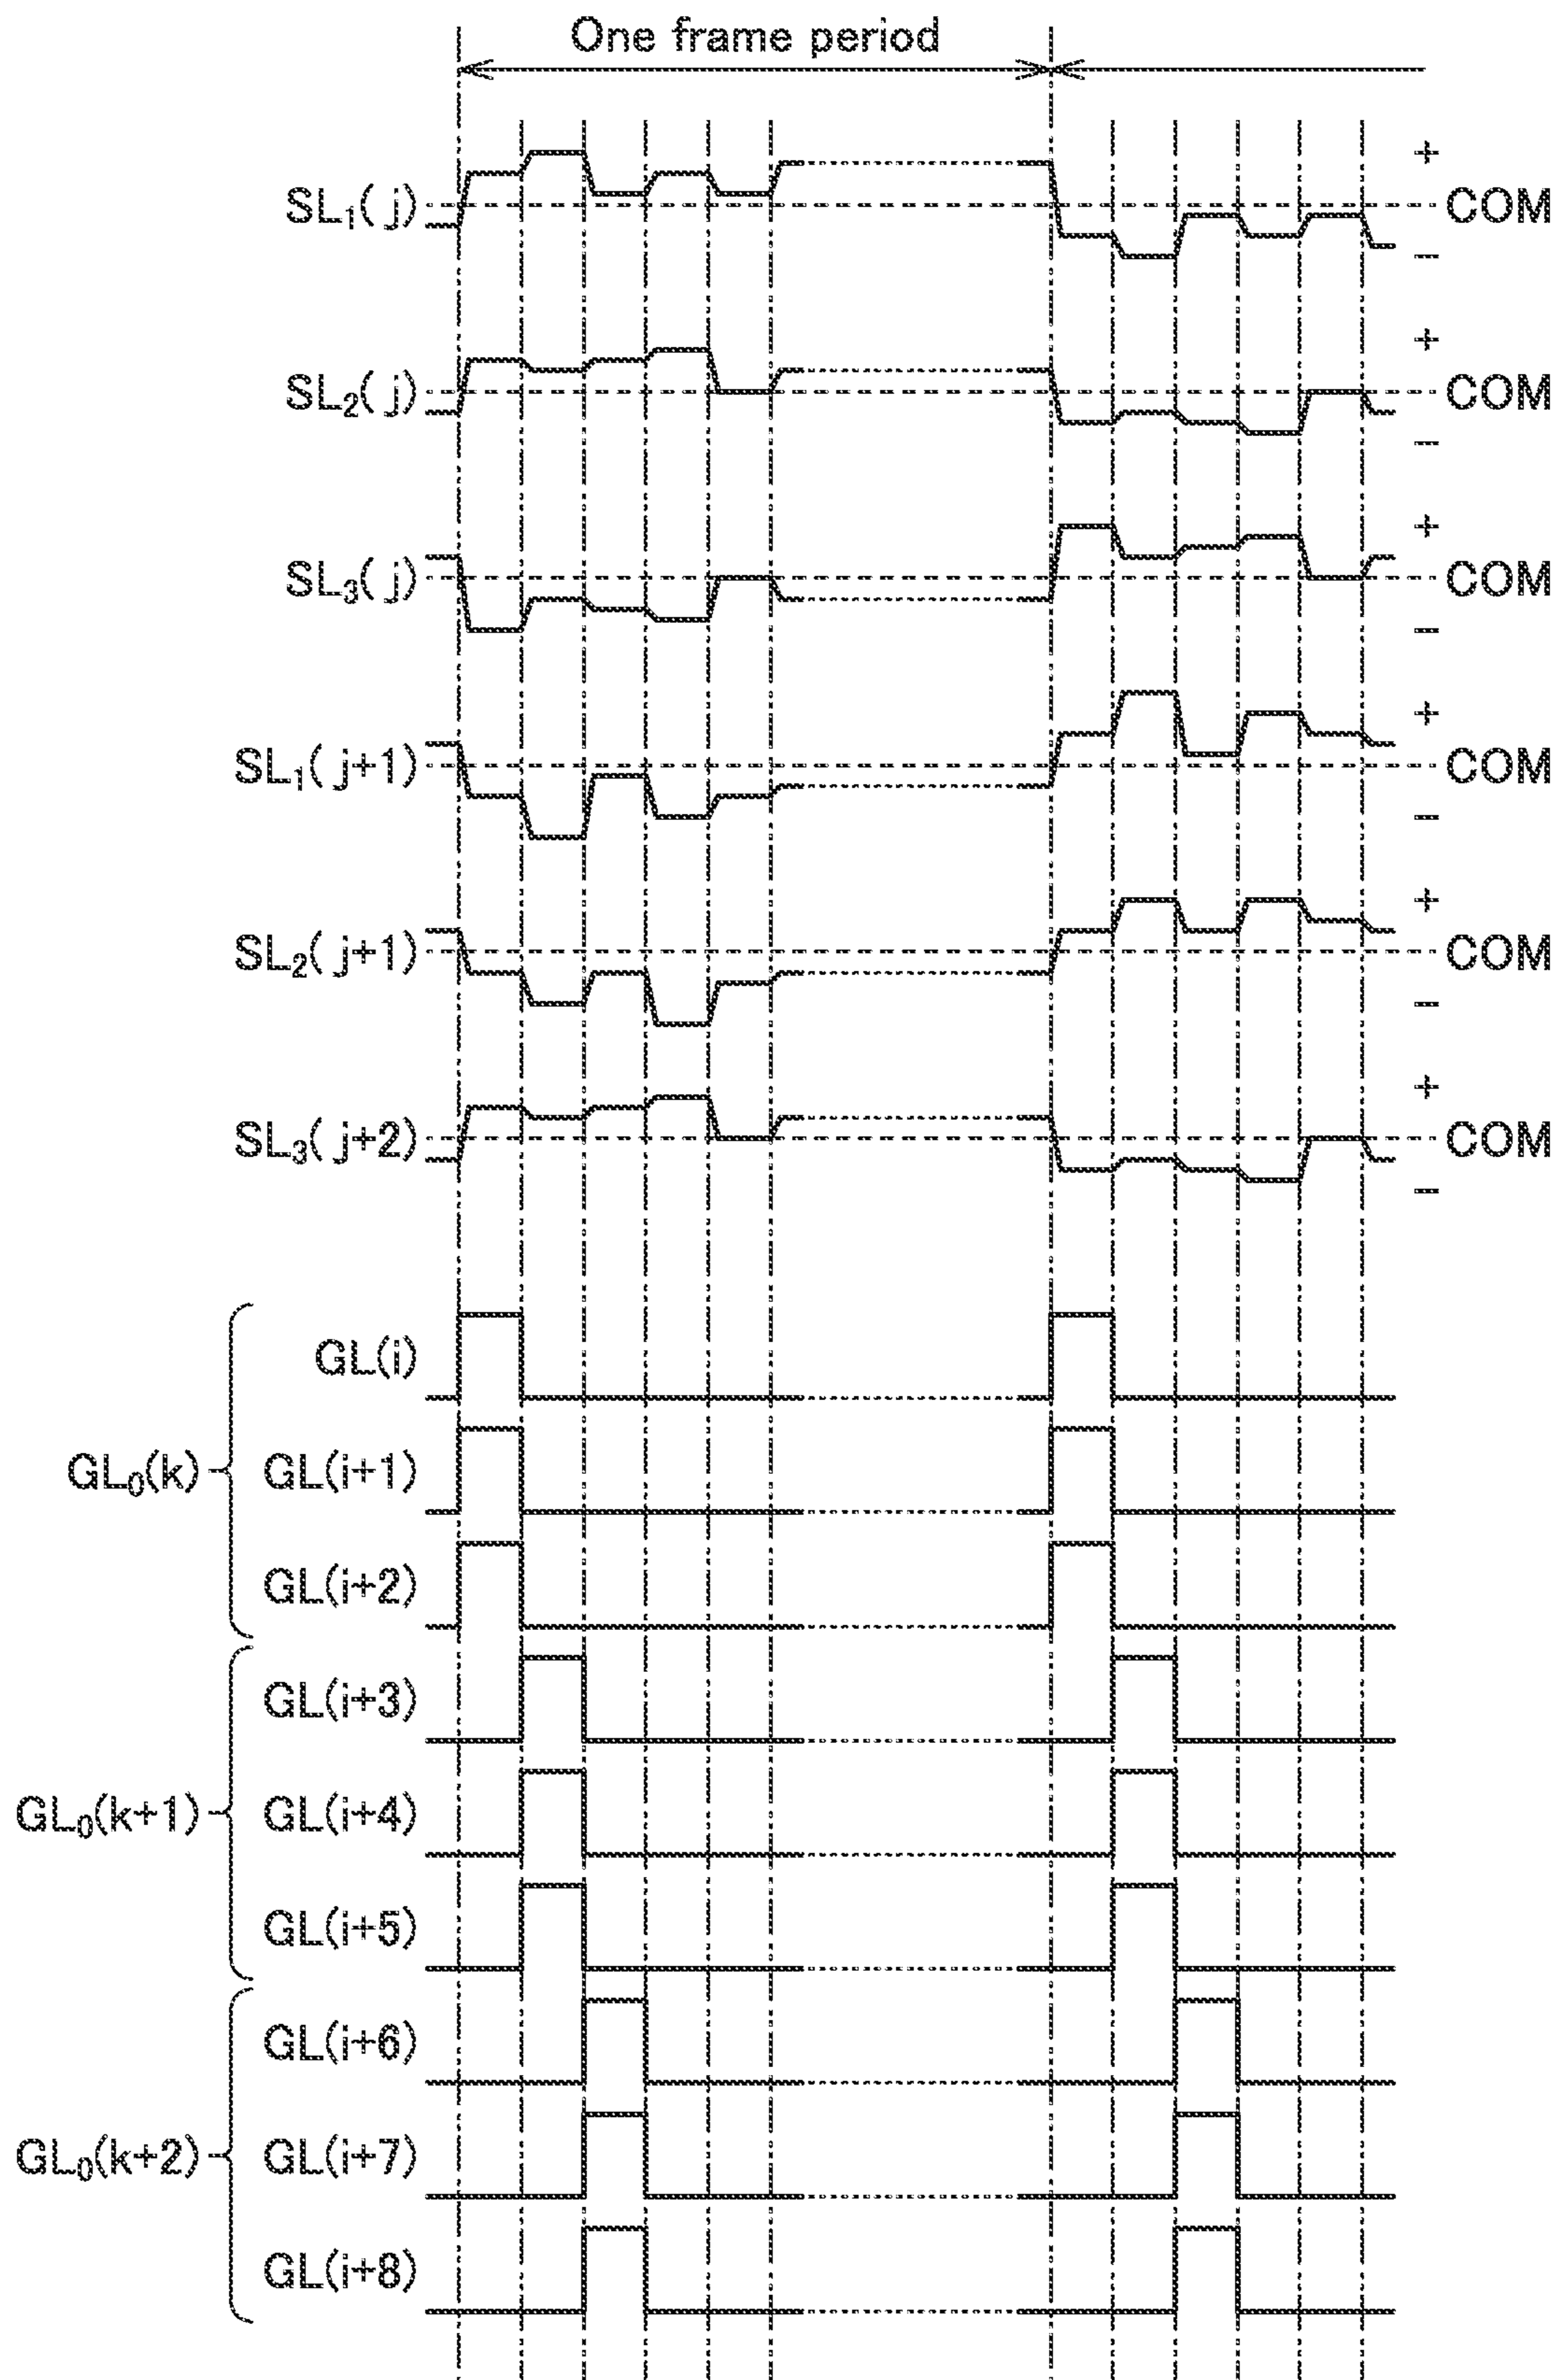 One frame period
SL₁(j)
+
COM
−
SL₂(j)
+
COM
−
SL₃(j)
+
COM
−
SL₁(j+1)
+
COM
−
SL₂(j+1)
+
COM
−
SL₃(j+2)
+
COM
−
GL₀(k)
GL(i)
GL(i+1)
GL(i+2)
GL₀(k+1)
GL(i+3)
GL(i+4)
GL(i+5)
GL₀(k+2)
GL(i+6)
GL(i+7)
GL(i+8)